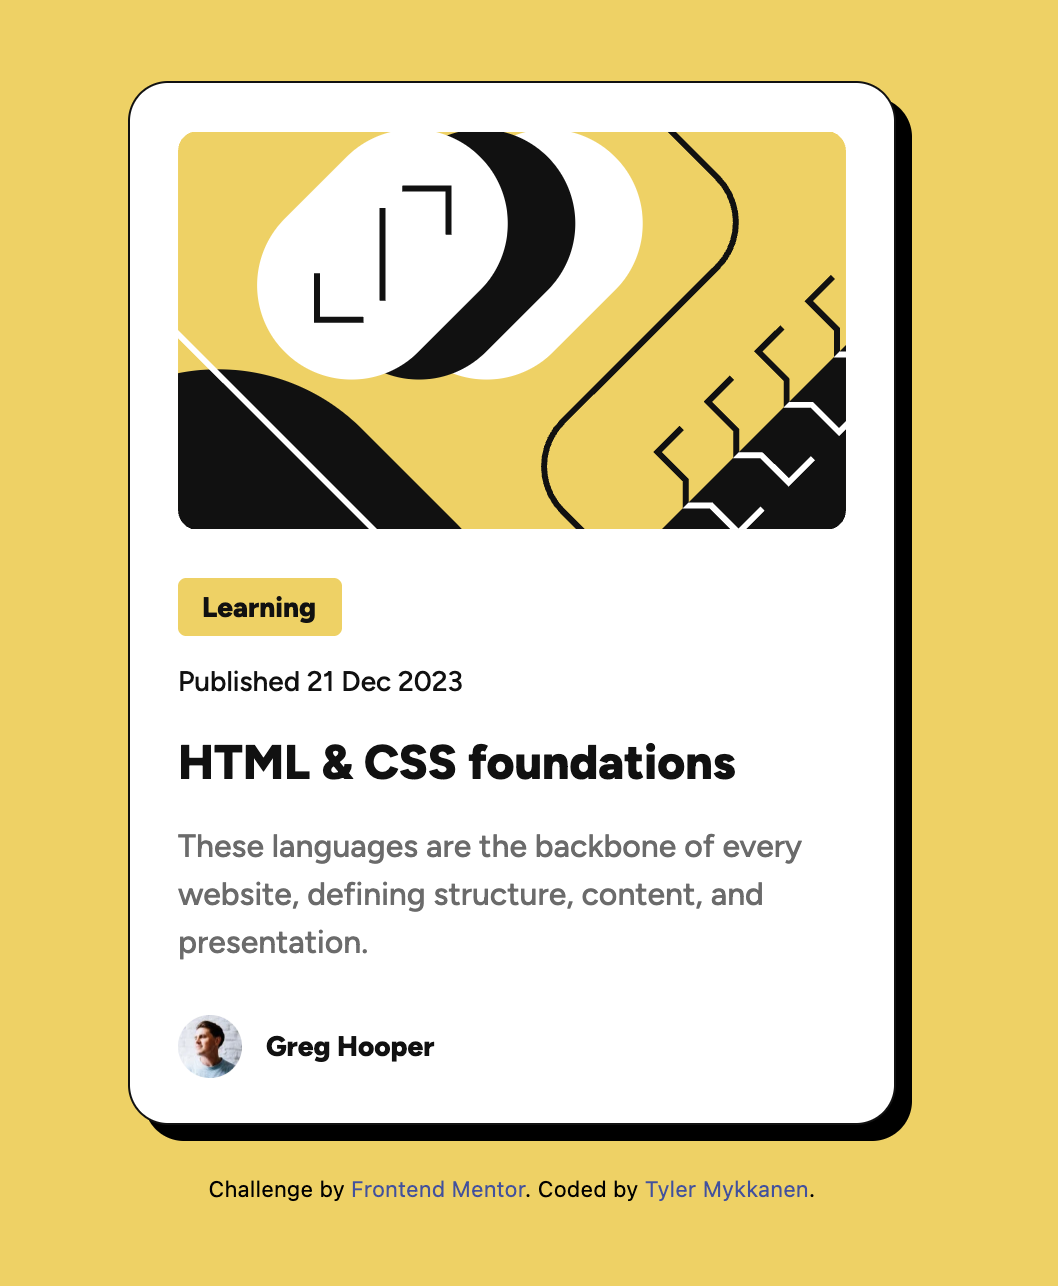 Learning
Published 21 Dec 2023
HTML & CSS foundations
These languages are the backbone of every
website, defining structure, content, and
presentation.
Greg Hooper
Challenge by Frontend Mentor. Coded by Tyler Mykkanen.